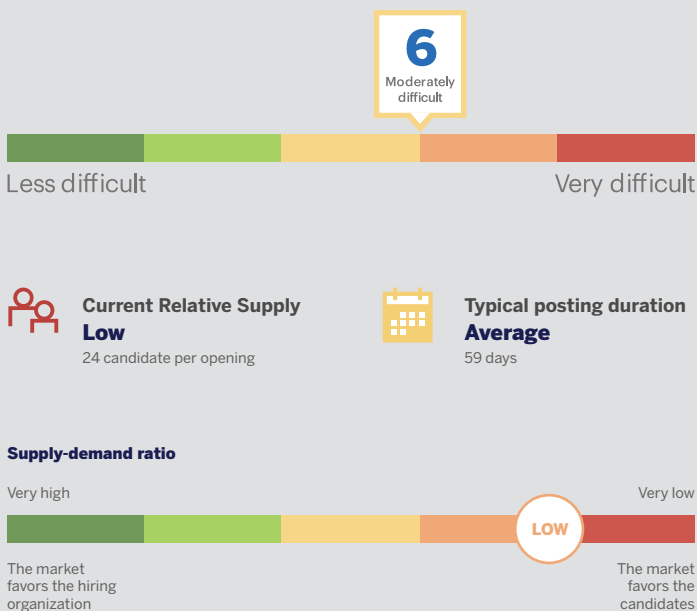 6
Moderately
difficult
Less difficult
Very difficult
Current Relative Supply
Low
24 candidate per opening
Typical posting duration
Average
59 days
Supply-demand ratio
Very high
Very low
LOW
The market
favors the hiring
organization
The market
favors the
candidates